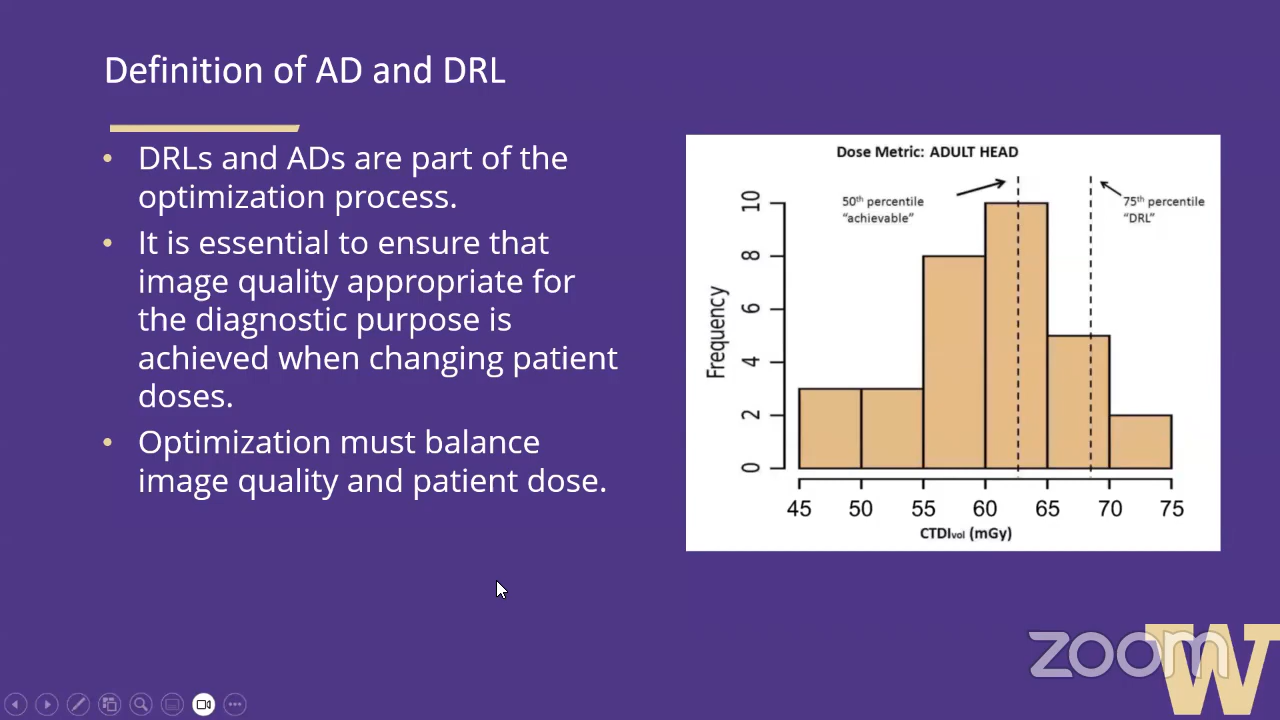 Definition of AD and DRL
• DRLs and ADs are part of the
optimization process.
• It is essential to ensure that
image quality appropriate for
the diagnostic purpose is
achieved when changing patient
doses.
• Optimization must balance
image quality and patient dose.
Dose Metric: ADULT HEAD
50th percentile
“achievable”
75th percentile
“DRL”
Frequency
10
8
6
4
2
0
45 50 55 60 65 70 75
CTDIvol (mGy)
zoom
W